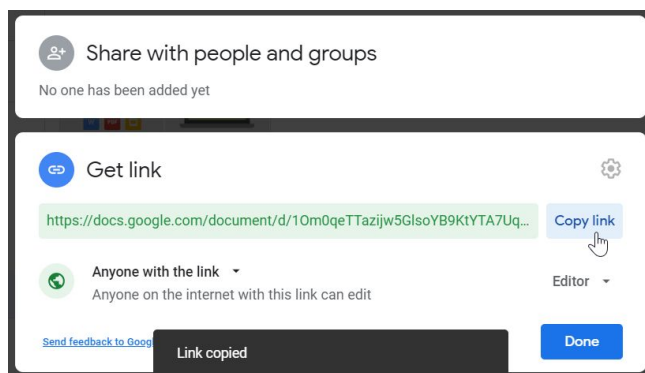 Share with people and groups
No one has been added yet
Get link
https://docs.google.com/document/d/1Om0qeTTazijw5GlsoYB9KtYTA7Uq...
Copy link
Anyone with the link
Anyone on the internet with this link can edit
Editor
Send feedback to Googl
Link copied
Done